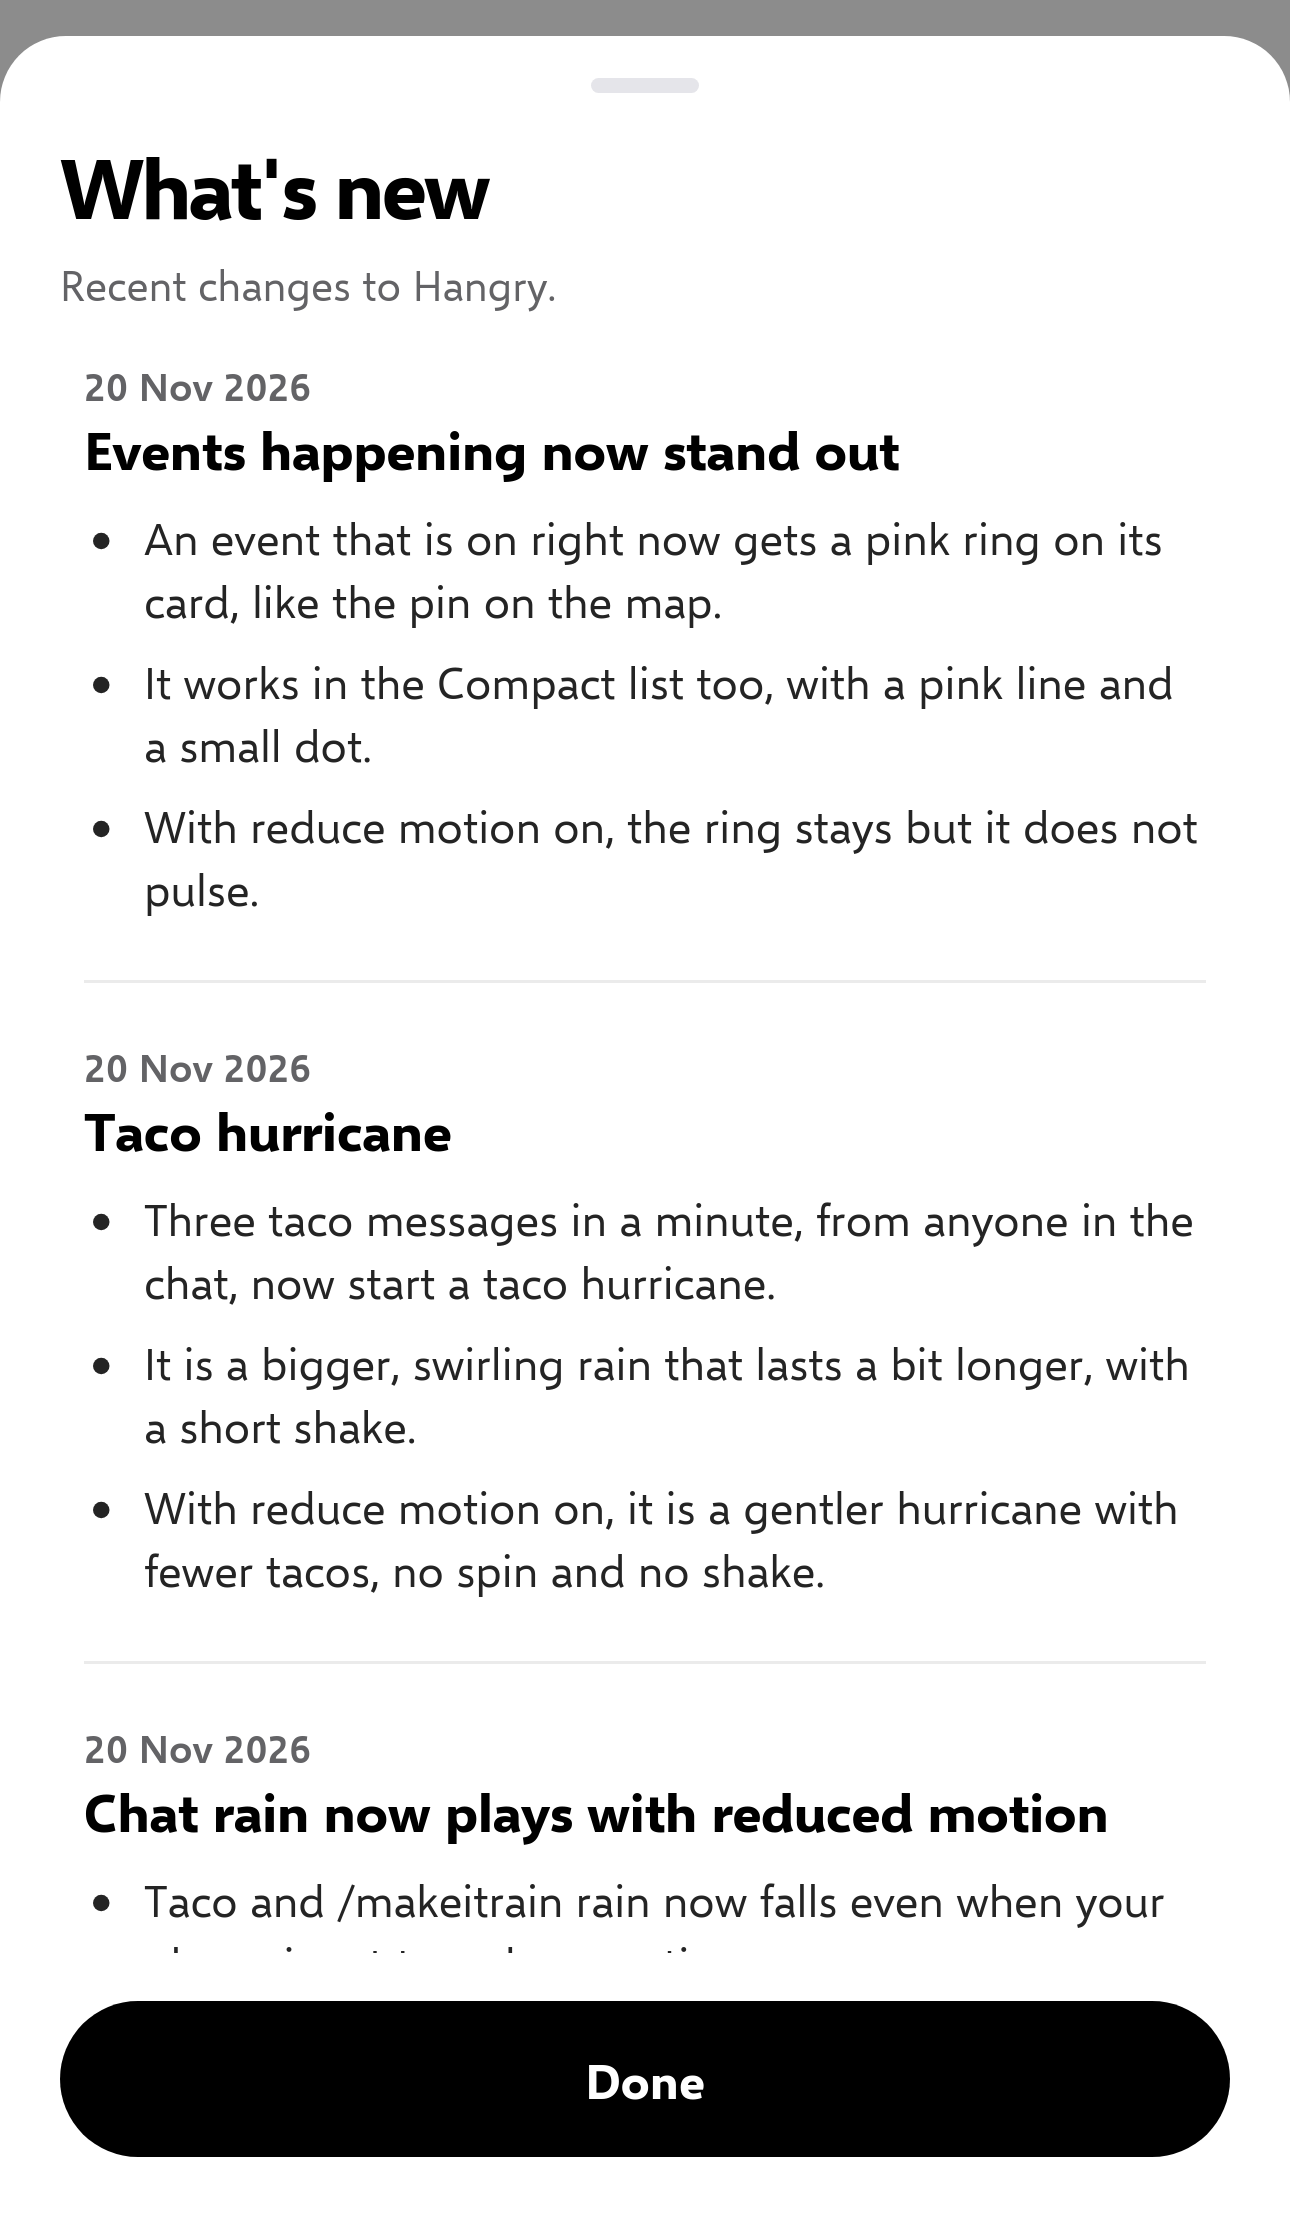 What's new
Recent changes to Hangry.
20 Nov 2026
Events happening now stand out
• An event that is on right now gets a pink ring on its
card, like the pin on the map.
• It works in the Compact list too, with a pink line and
a small dot.
• With reduce motion on, the ring stays but it does not
pulse.
20 Nov 2026
Taco hurricane
• Three taco messages in a minute, from anyone in the
chat, now start a taco hurricane.
• It is a bigger, swirling rain that lasts a bit longer, with
a short shake.
• With reduce motion on, it is a gentler hurricane with
fewer tacos, no spin and no shake.
20 Nov 2026
Chat rain now plays with reduced motion
• Taco and /makeitrain rain now falls even when your
Done